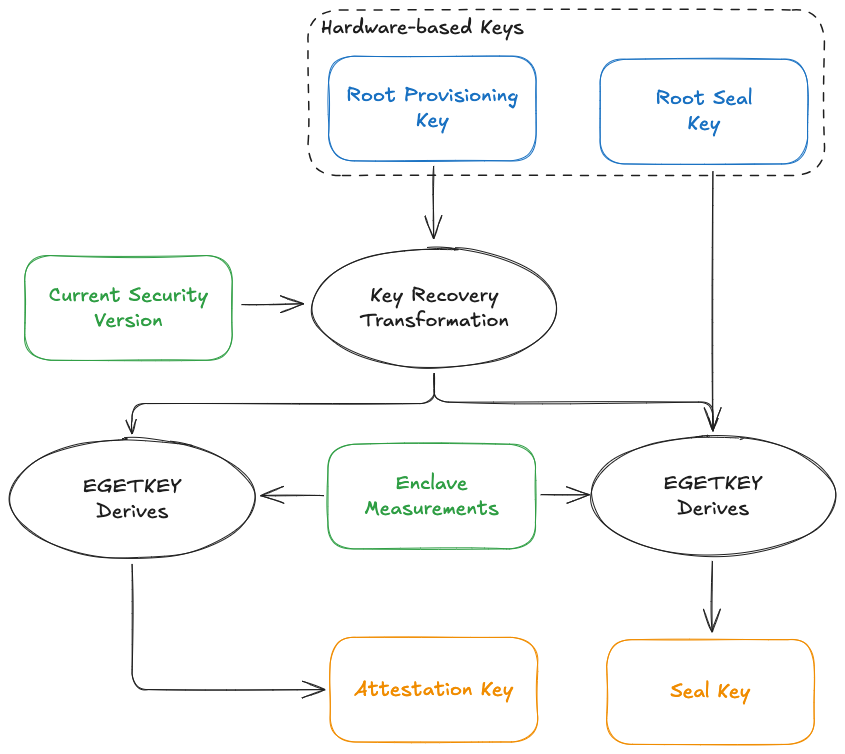 Hardware-based Keys
Root Provisioning
Key
Root Seal
Key
Current Security
Version
Key Recovery
Transformation
EGETKEY
Derives
Enclave
Measurements
EGETKEY
Derives
Attestation Key
Seal Key